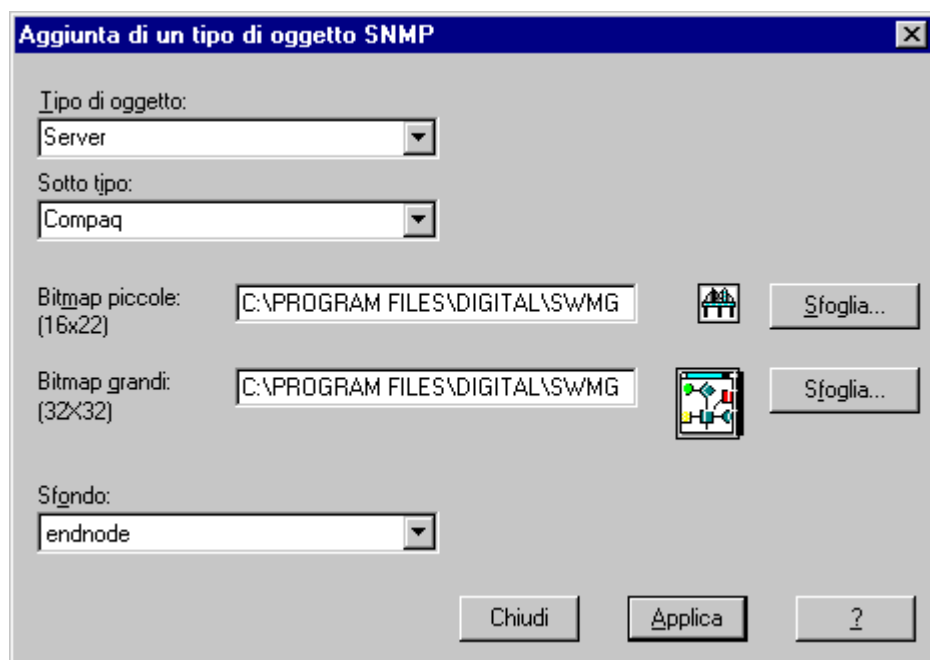 Aggiunta di un tipo di oggetto SNMP
Tipo di oggetto:
Server
Sotto tipo:
Compaq
Bitmap piccole:
(16x22)
C:\PROGRAM FILES\DIGITAL\SWMG
Sfoglia...
Bitmap grandi:
(32X32)
C:\PROGRAM FILES\DIGITAL\SWMG
Sfoglia...
Sfondo:
endnode
Chiudi
Applica
?